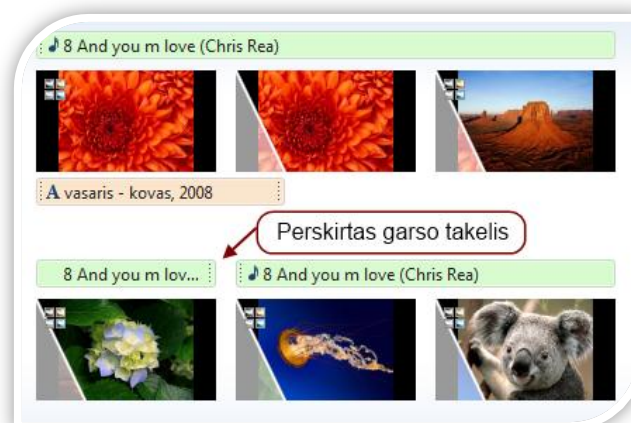 8 And you m love (Chris Rea)
A vasaris - kovas, 2008
Perskirtas garso takelis
8 And you m lov...
8 And you m love (Chris Rea)